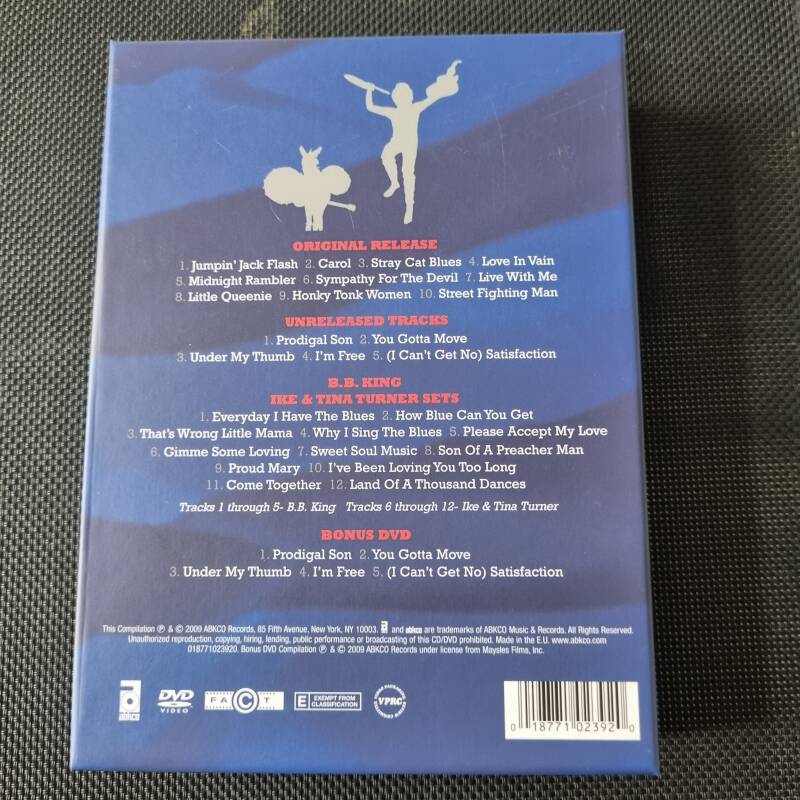 ORIGINAL RELEASE
1. Jumpin' Jack Flash 2. Carol 3. Stray Cat Blues 4. Love In Vain
5. Midnight Rambler 6. Sympathy For The Devil 7. Live With Me
8. Little Queenie 9. Honky Tonk Women 10. Street Fighting Man
UNRELEASED TRACKS
1. Prodigal Son 2. You Gotta Move
3. Under My Thumb 4. I'm Free 5. (I Can't Get No) Satisfaction
B.B. KING
IKE & TINA TURNER SETS
1. Everyday I Have The Blues 2. How Blue Can You Get
3. That's Wrong Little Mama 4. Why I Sing The Blues 5. Please Accept My Love
6. Gimme Some Loving 7. Sweet Soul Music 8. Son Of A Preacher Man
9. Proud Mary 10. I've Been Loving You Too Long
11. Come Together 12. Land Of A Thousand Dances
Tracks 1 through 5- B.B. King Tracks 6 through 12- Ike & Tina Turner
BONUS DVD
1. Prodigal Son 2. You Gotta Move
3. Under My Thumb 4. I'm Free 5. (I Can't Get No) Satisfaction
This Compilation ℗ & © 2009 ABKCO Records, 85 Fifth Avenue, New York, NY 10003. a and abkco are trademarks of ABKCO Music & Records. All Rights Reserved.
Unauthorized reproduction, copying, hiring, lending, public performance or broadcasting of this CD/DVD prohibited. Made in the E.U. www.abkco.com
018771023920. Bonus DVD Compilation ℗ & © 2009 ABKCO Records under license from Maysles Films, Inc.
a abkco
DVD VIDEO
FACT
E EXEMPT FROM CLASSIFICATION
VPRC
0 18771 02392 0